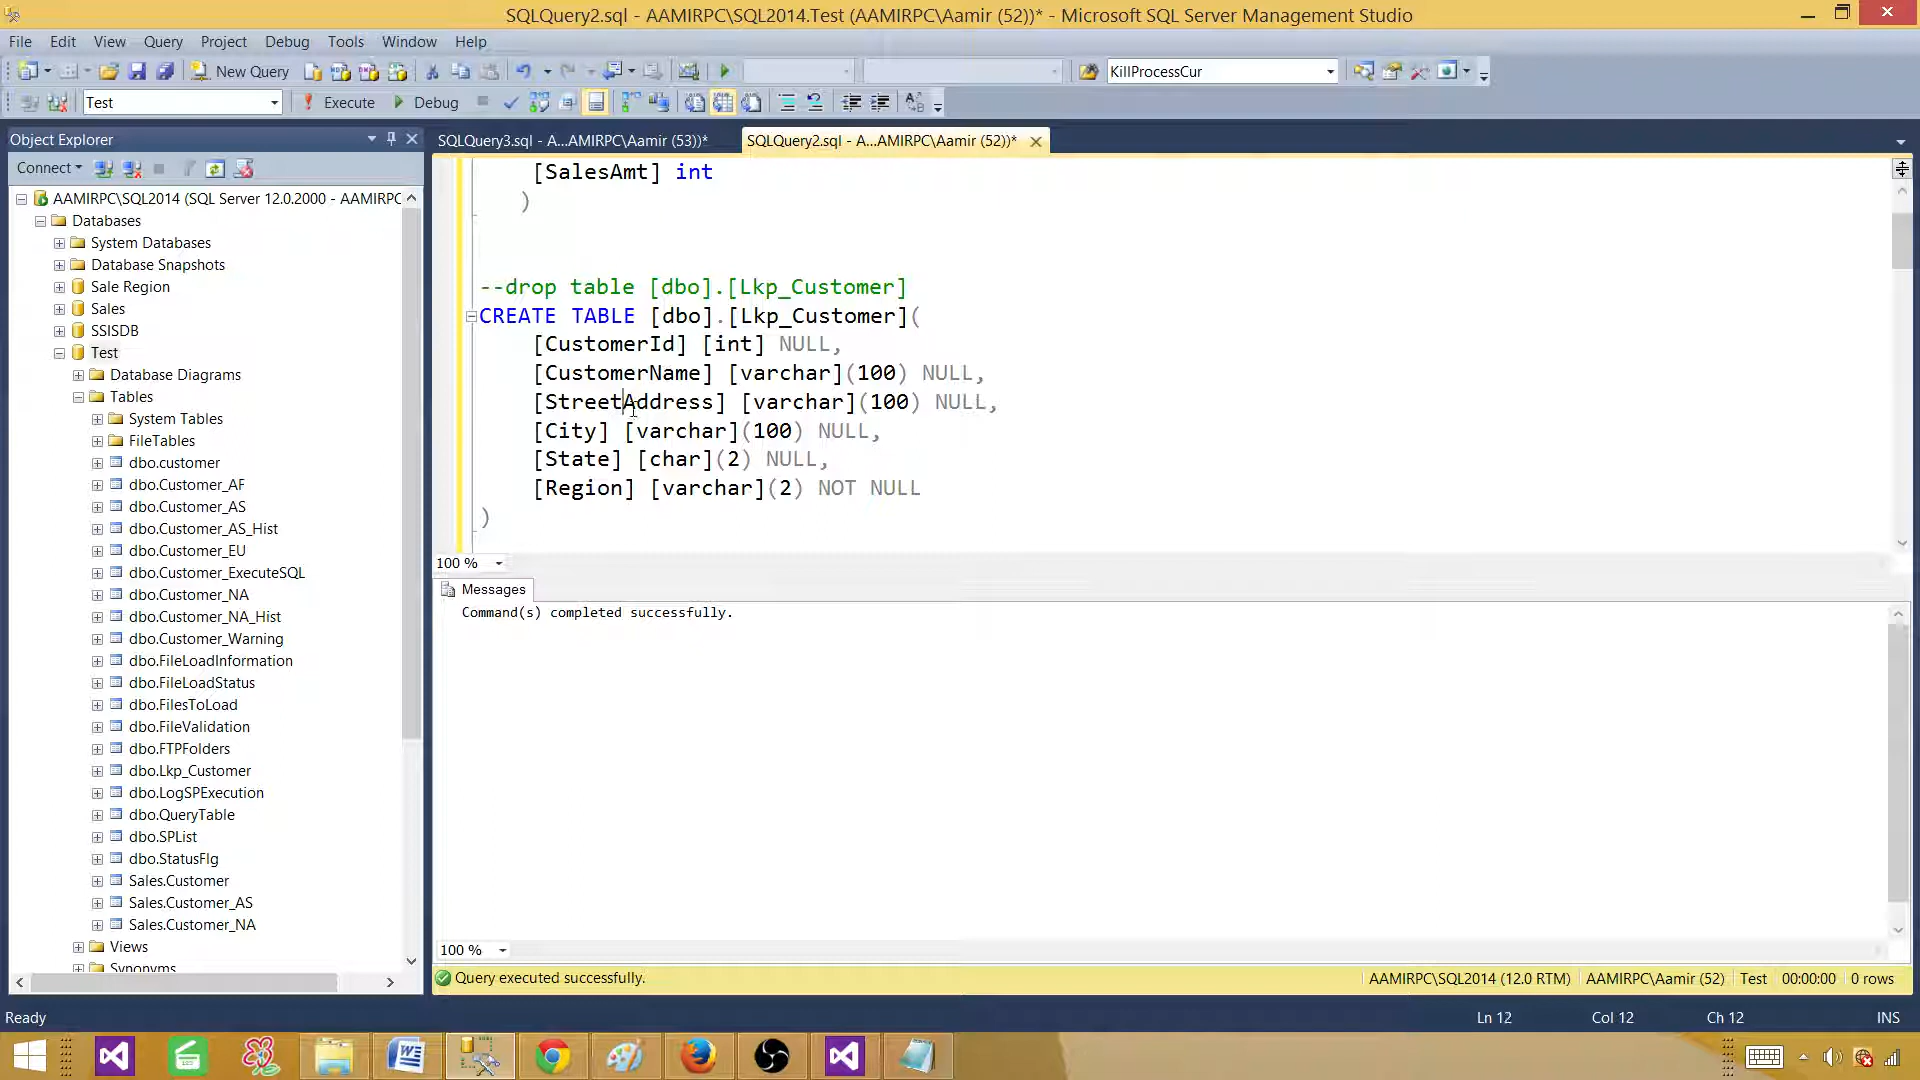 SQLQuery2.sql - AAMIRPC\SQL2014.Test (AAMIRPC\Aamir (52))* - Microsoft SQL Server Management Studio
File Edit View Query Project Debug Tools Window Help
New Query KillProcessCur
Test Execute Debug
Object Explorer
Connect
AAMIRPC\SQL2014 (SQL Server 12.0.2000 - AAMIRPC
Databases
System Databases
Database Snapshots
Sale Region
Sales
SSISDB
Test
Database Diagrams
Tables
System Tables
FileTables
dbo.customer
dbo.Customer_AF
dbo.Customer_AS
dbo.Customer_AS_Hist
dbo.Customer_EU
dbo.Customer_ExecuteSQL
dbo.Customer_NA
dbo.Customer_NA_Hist
dbo.Customer_Warning
dbo.FileLoadInformation
dbo.FileLoadStatus
dbo.FilesToLoad
dbo.FileValidation
dbo.FTPFolders
dbo.Lkp_Customer
dbo.LogSPExecution
dbo.QueryTable
dbo.SPList
dbo.StatusFlg
Sales.Customer
Sales.Customer_AS
Sales.Customer_NA
Views
Synonyms
SQLQuery3.sql - A...AMIRPC\Aamir (53))* SQLQuery2.sql - A...AMIRPC\Aamir (52))*
[SalesAmt] int
)
--drop table [dbo].[Lkp_Customer]
CREATE TABLE [dbo].[Lkp_Customer](
[CustomerId] [int] NULL,
[CustomerName] [varchar](100) NULL,
[StreetAddress] [varchar](100) NULL,
[City] [varchar](100) NULL,
[State] [char](2) NULL,
[Region] [varchar](2) NOT NULL
)
100 %
Messages
Command(s) completed successfully.
100 %
Query executed successfully. AAMIRPC\SQL2014 (12.0 RTM) AAMIRPC\Aamir (52) Test 00:00:00 0 rows
Ready Ln 12 Col 12 Ch 12 INS